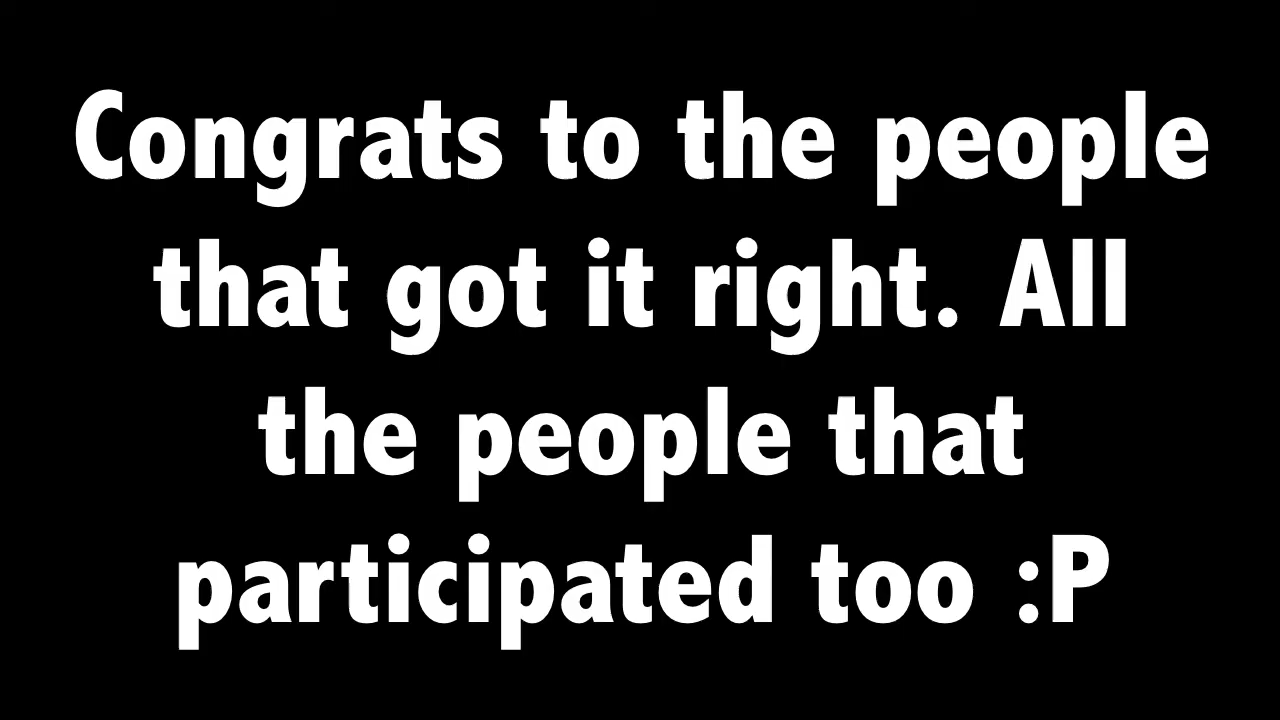 Congrats to the people
that got it right. All
the people that
participated too :P